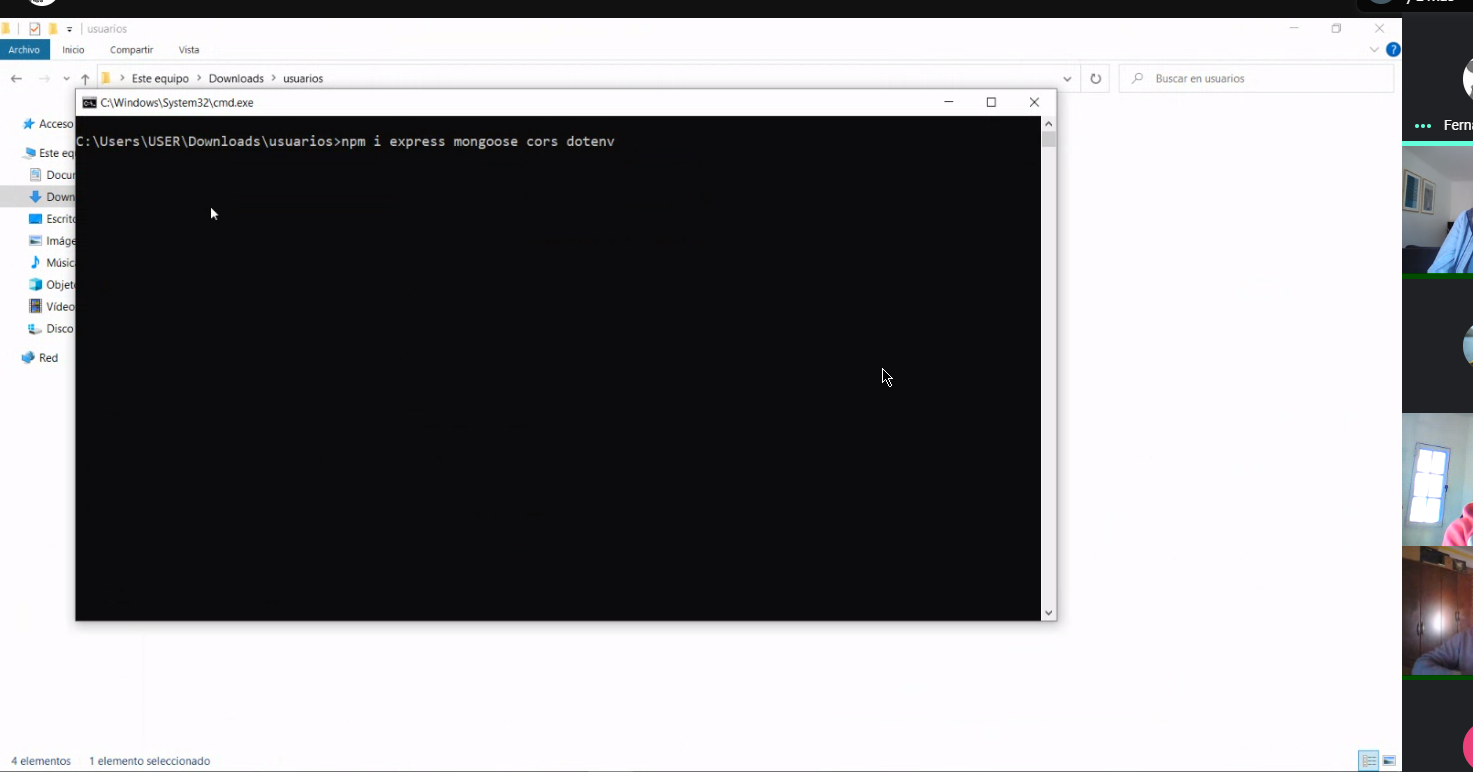 usuarios
Archivo Inicio Compartir Vista
Este equipo > Downloads > usuarios
Buscar en usuarios
C:\Windows\System32\cmd.exe
C:\Users\USER\Downloads\usuarios>npm i express mongoose cors dotenv
Acceso
Este eq
Docum
Down
Escrito
Imáge
Músic
Objet
Vídeo
Disco
Red
Ferna
4 elementos 1 elemento seleccionado